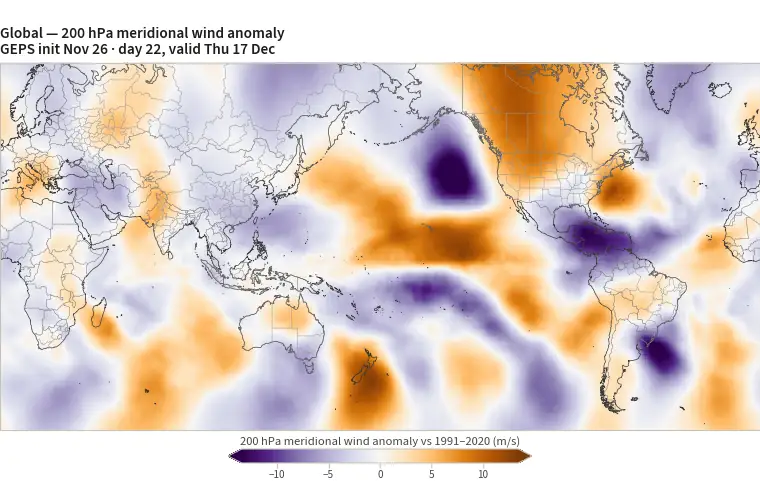 Global — 200 hPa meridional wind anomaly
GEPS init Nov 26 · day 22, valid Thu 17 Dec
200 hPa meridional wind anomaly vs 1991–2020 (m/s)
−10 −5 0 5 10